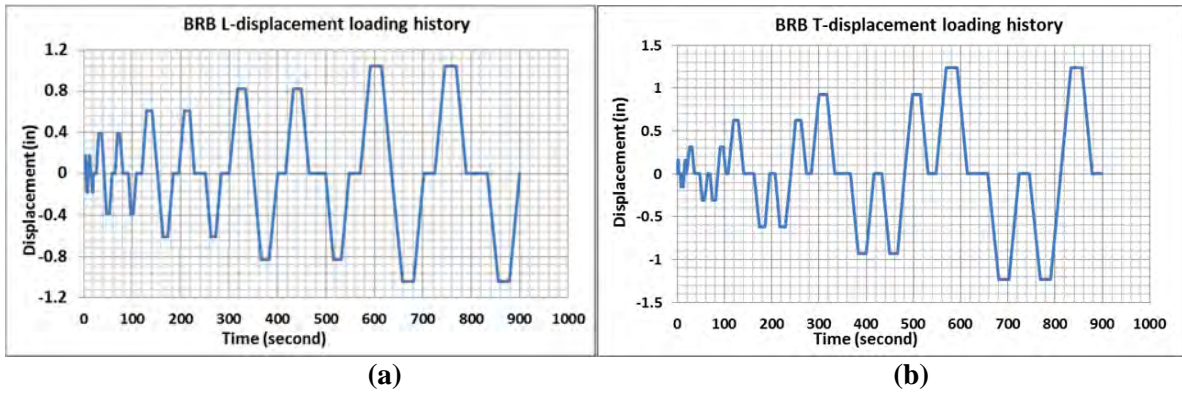 BRB L-displacement loading history
1.2
0.8
0.4
0
-0.4
-0.8
-1.2
Displacement (in)
0 100 200 300 400 500 600 700 800 900 1000
Time (second)
(a)
BRB T-displacement loading history
1.5
1
0.5
0
-0.5
-1
-1.5
Displacement (in)
0 100 200 300 400 500 600 700 800 900 1000
Time (second)
(b)